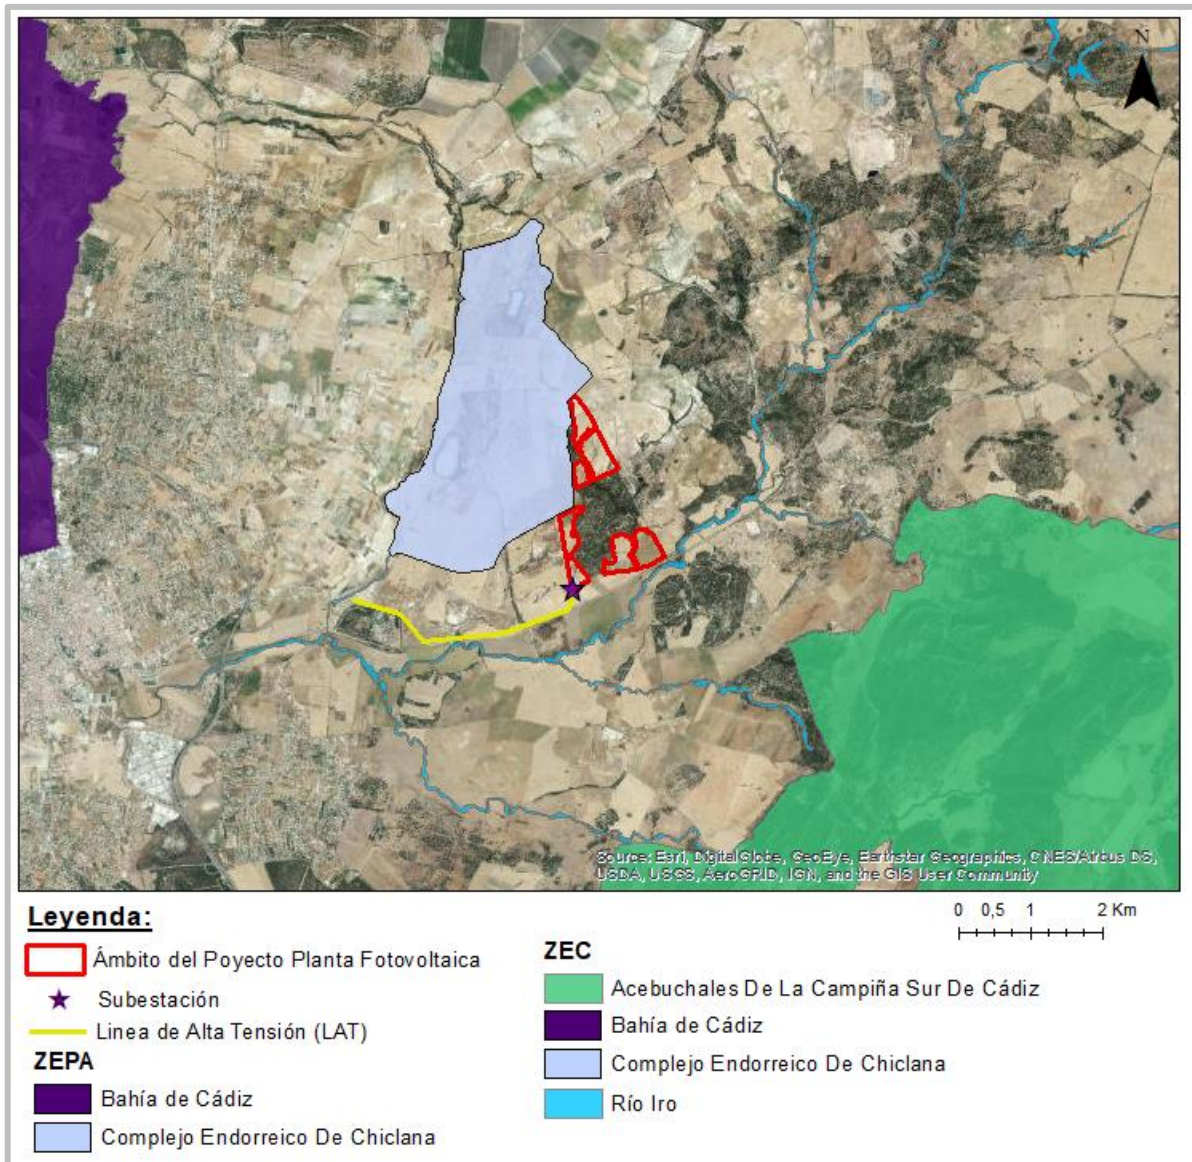 N
Source: Esri, DigitalGlobe, GeoEye, Earthstar Geographics, CNES/Airbus DS,
USDA, USGS, AeroGRID, IGN, and the GIS User Community
0 0,5 1 2 Km
Leyenda:
Ámbito del Poyecto Planta Fotovoltaica
Subestación
Linea de Alta Tensión (LAT)
ZEPA
Bahía de Cádiz
Complejo Endorreico De Chiclana
ZEC
Acebuchales De La Campiña Sur De Cádiz
Bahía de Cádiz
Complejo Endorreico De Chiclana
Río Iro